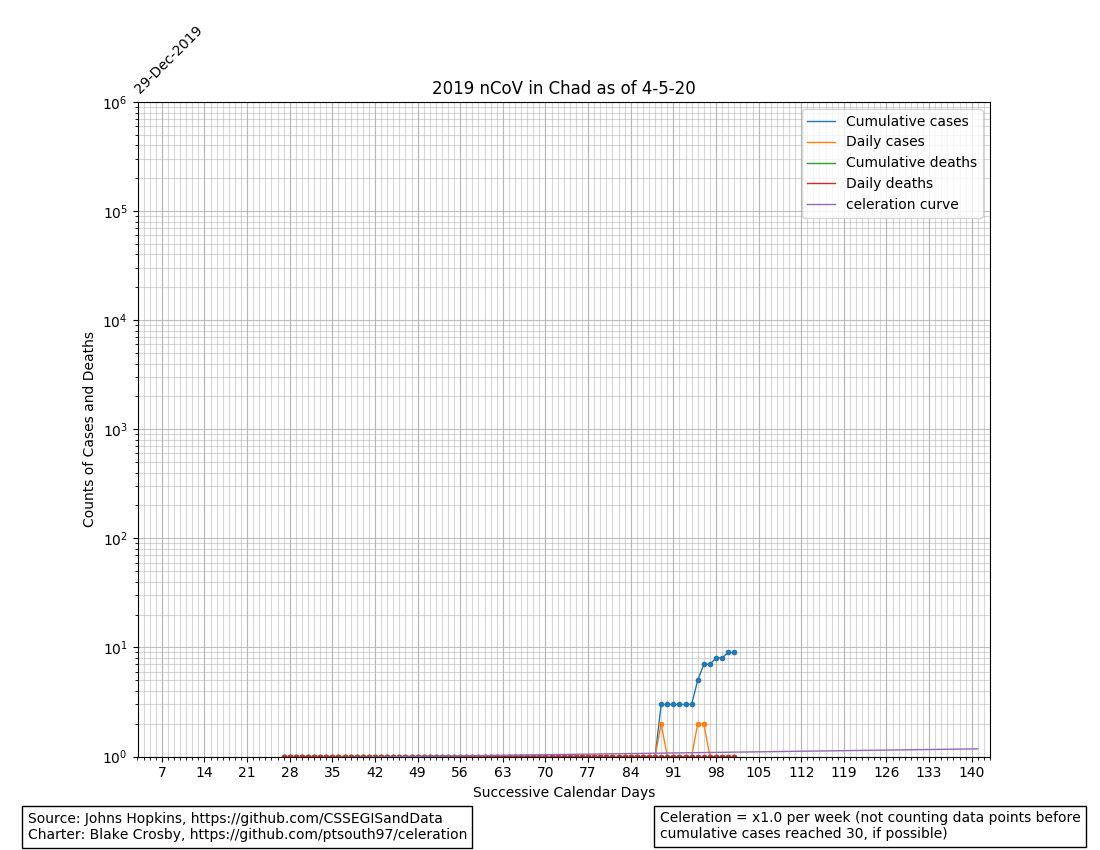 29-Dec-2019
2019 nCoV in Chad as of 4-5-20
10^6
10^5
10^4
10^3
10^2
10^1
10^0
Counts of Cases and Deaths
Cumulative cases
Daily cases
Cumulative deaths
Daily deaths
celeration curve
7 14 21 28 35 42 49 56 63 70 77 84 91 98 105 112 119 126 133 140
Successive Calendar Days
Source: Johns Hopkins, https://github.com/CSSEGISandData
Charter: Blake Crosby, https://github.com/ptsouth97/celeration
Celeration = x1.0 per week (not counting data points before
cumulative cases reached 30, if possible)